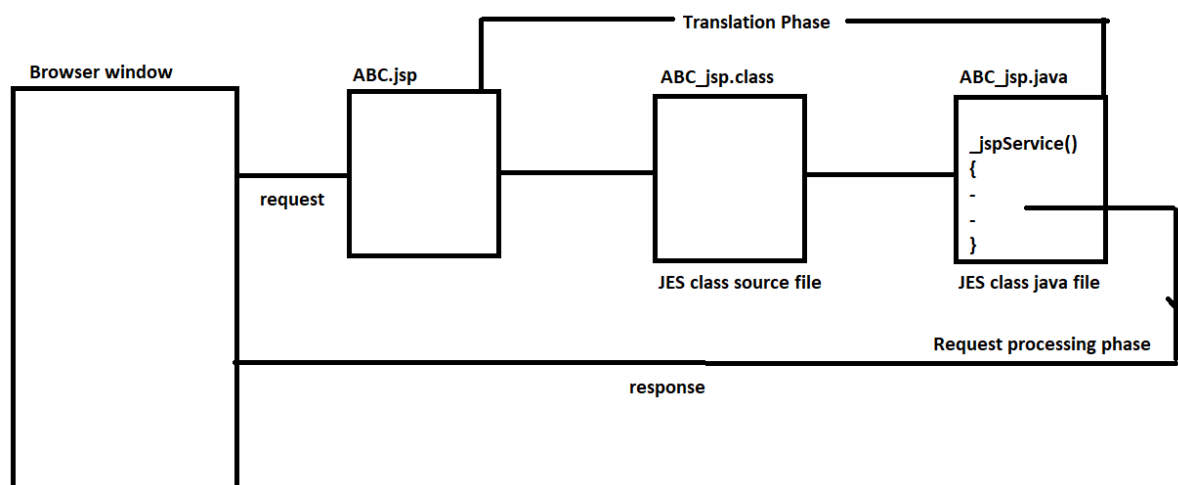 Translation Phase
Browser window
ABC.jsp
ABC_jsp.class
ABC_jsp.java
_jspService()
{
-
-
}
request
JES class source file
JES class java file
Request processing phase
response